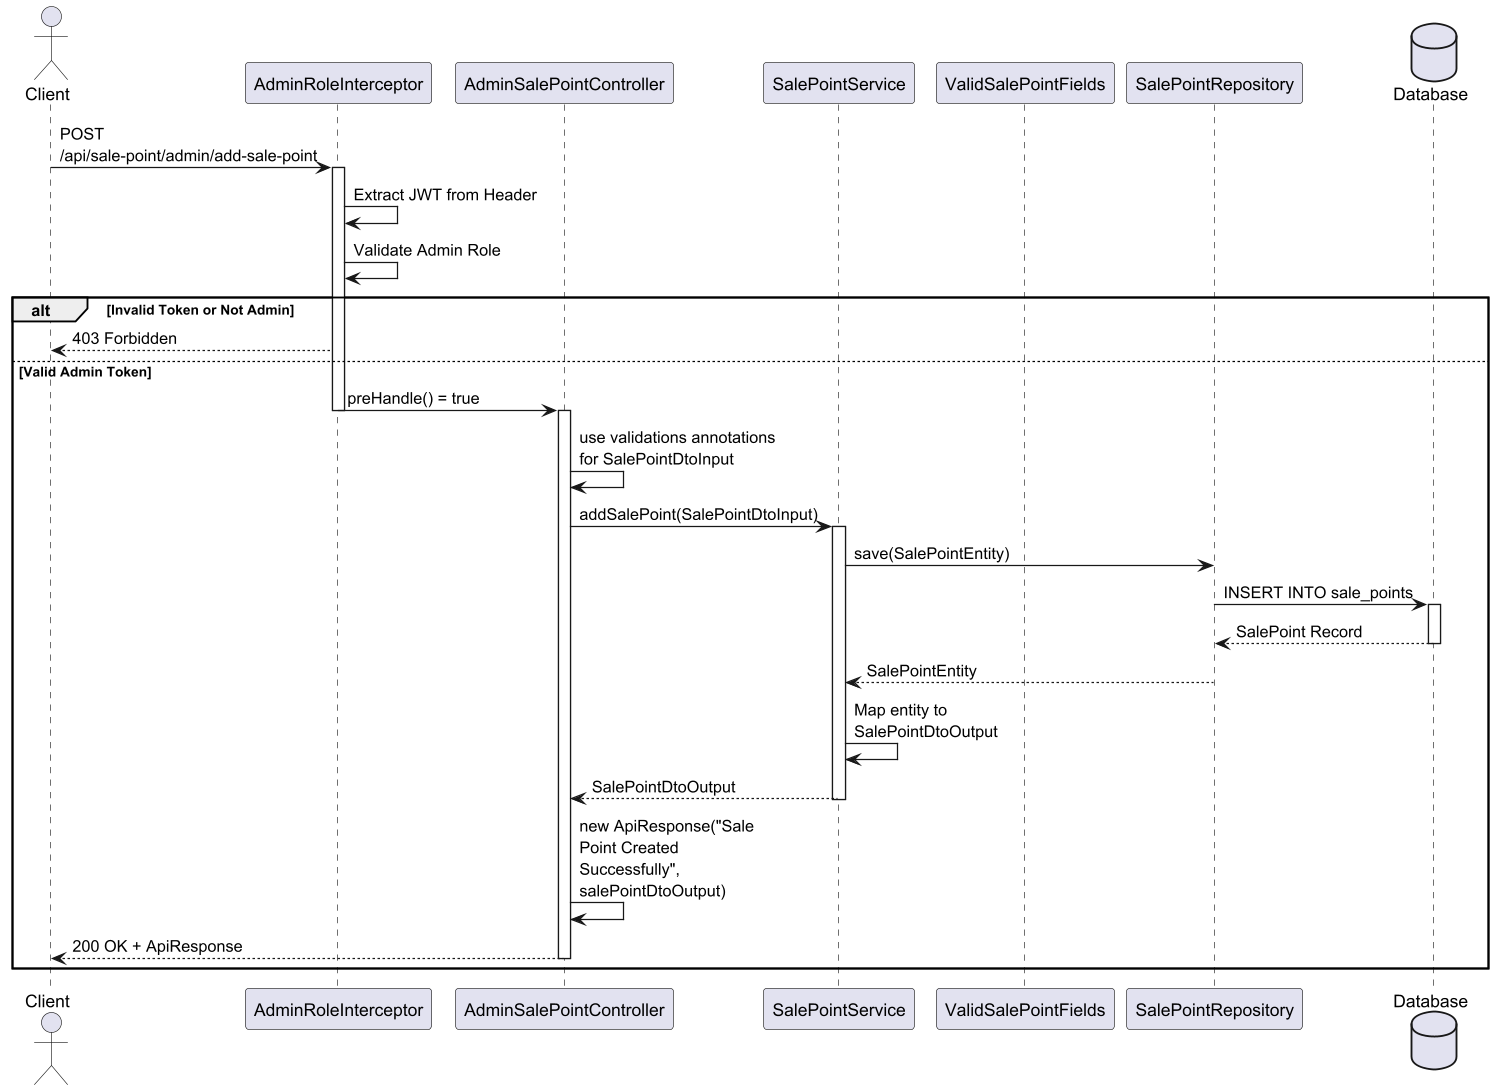 Client
AdminRoleInterceptor
AdminSalePointController
SalePointService
ValidSalePointFields
SalePointRepository
Database
POST
/api/sale-point/admin/add-sale-point
Extract JWT from Header
Validate Admin Role
alt
[Invalid Token or Not Admin]
403 Forbidden
[Valid Admin Token]
preHandle() = true
use validations annotations
for SalePointDtoInput
addSalePoint(SalePointDtoInput)
save(SalePointEntity)
INSERT INTO sale_points
SalePoint Record
SalePointEntity
Map entity to
SalePointDtoOutput
SalePointDtoOutput
new ApiResponse("Sale
Point Created
Successfully",
salePointDtoOutput)
200 OK + ApiResponse
Client
AdminRoleInterceptor
AdminSalePointController
SalePointService
ValidSalePointFields
SalePointRepository
Database